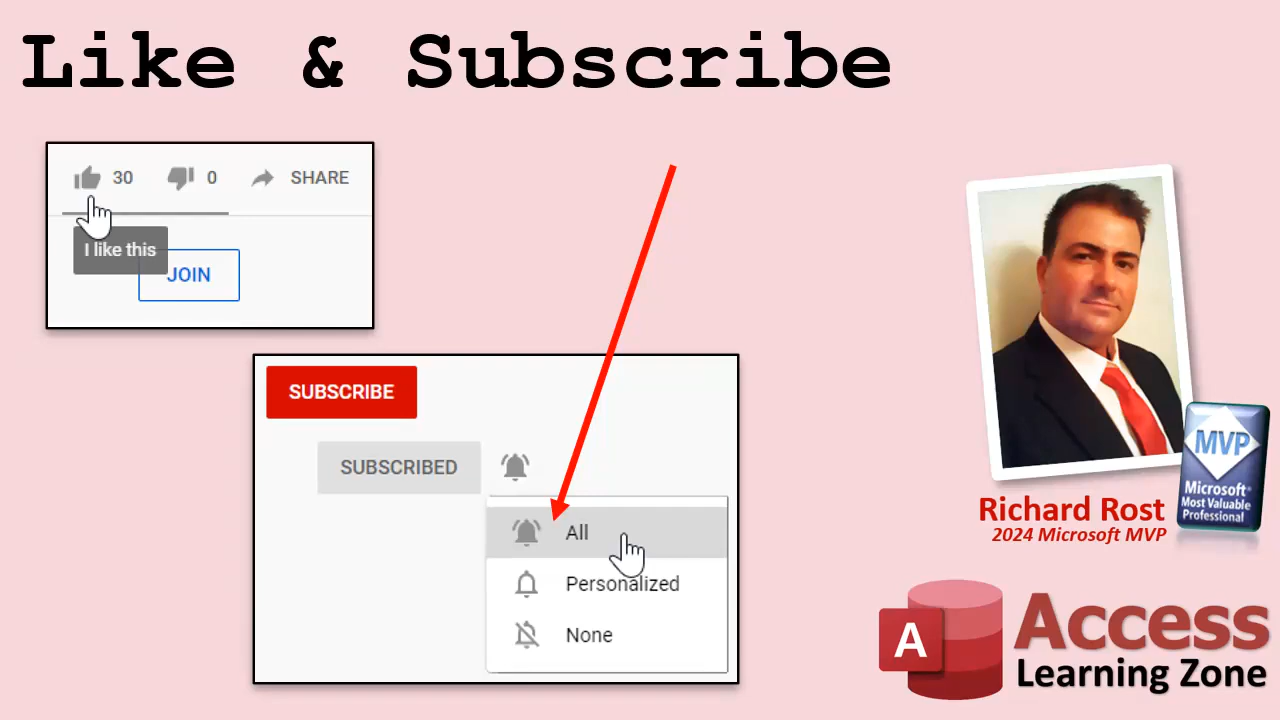 Like & Subscribe
30 0 SHARE
I like this
JOIN
SUBSCRIBE
SUBSCRIBED
All
Personalized
None
MVP
Microsoft®
Most Valuable
Professional
Richard Rost
2024 Microsoft MVP
A
Access
Learning Zone